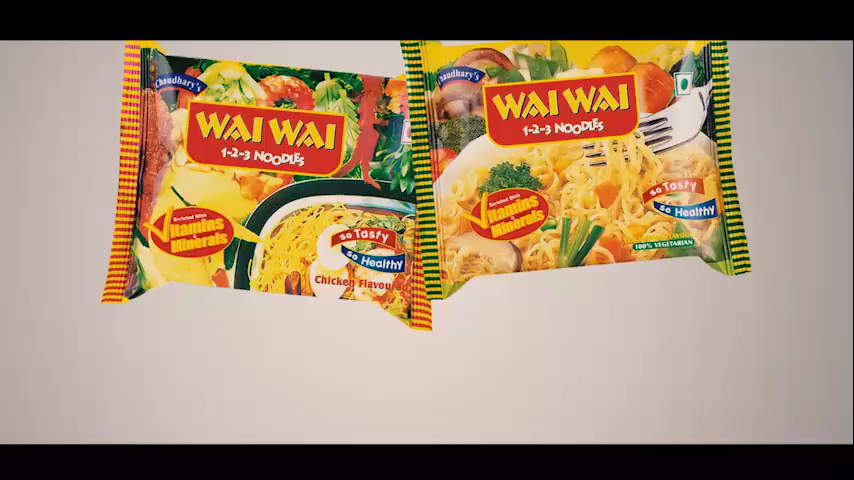 Chaudhary's
WAI WAI
1-2-3 NOODLES
Enriched With
Vitamins
&
Minerals
so Tasty
so Healthy
Chicken Flavoured
Chaudhary's
WAI WAI
1-2-3 NOODLES
Enriched With
Vitamins
&
Minerals
so Tasty
so Healthy
100% VEGETARIAN